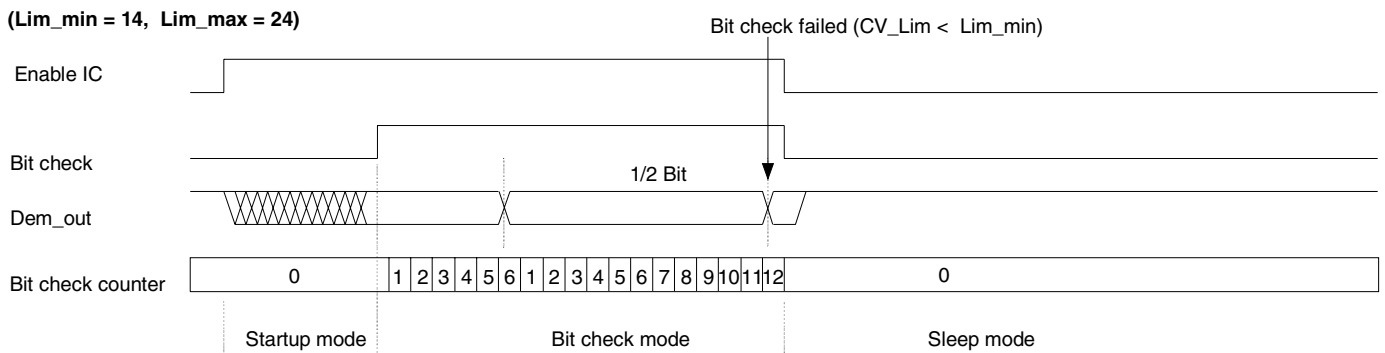 (Lim_min = 14, Lim_max = 24)
Bit check failed (CV_Lim < Lim_min)
Enable IC
Bit check
1/2 Bit
Dem_out
Bit check counter
0 1 2 3 4 5 6 1 2 3 4 5 6 7 8 9 10 11 12 0
Startup mode Bit check mode Sleep mode